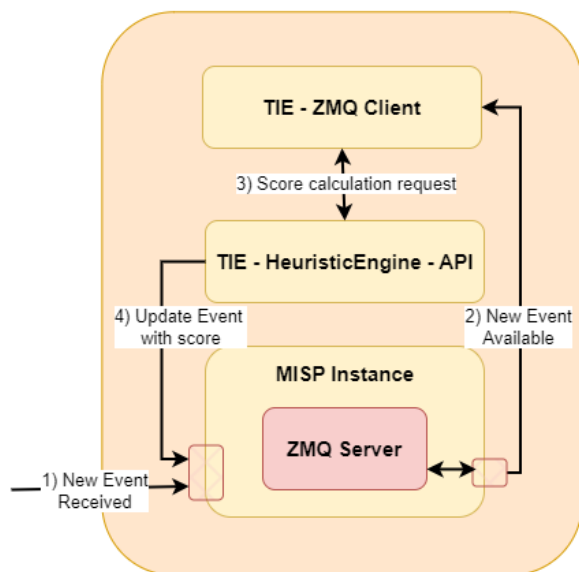 TIE - ZMQ Client
3) Score calculation request
TIE - HeuristicEngine - API
4) Update Event
with score
2) New Event
Available
MISP Instance
ZMQ Server
1) New Event
Received